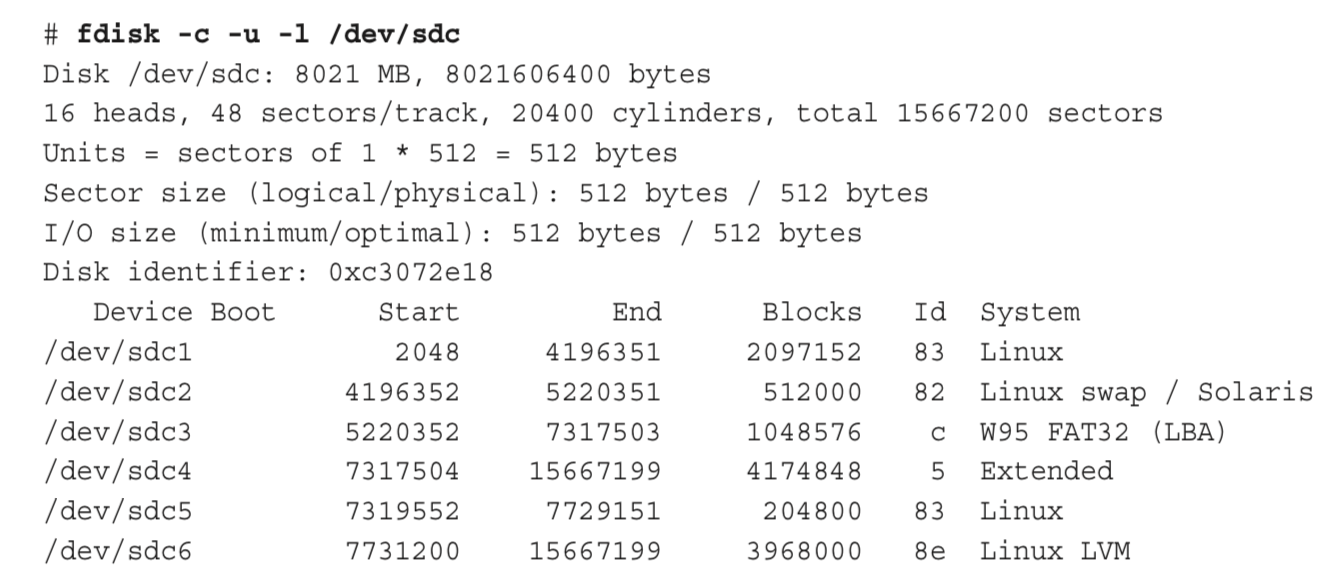 # fdisk -c -u -l /dev/sdc
Disk /dev/sdc: 8021 MB, 8021606400 bytes
16 heads, 48 sectors/track, 20400 cylinders, total 15667200 sectors
Units = sectors of 1 * 512 = 512 bytes
Sector size (logical/physical): 512 bytes / 512 bytes
I/O size (minimum/optimal): 512 bytes / 512 bytes
Disk identifier: 0xc3072e18
   Device Boot      Start         End      Blocks   Id  System
/dev/sdc1            2048     4196351     2097152   83  Linux
/dev/sdc2         4196352     5220351      512000   82  Linux swap / Solaris
/dev/sdc3         5220352     7317503     1048576    c  W95 FAT32 (LBA)
/dev/sdc4         7317504    15667199     4174848    5  Extended
/dev/sdc5         7319552     7729151      204800   83  Linux
/dev/sdc6         7731200    15667199     3968000   8e  Linux LVM